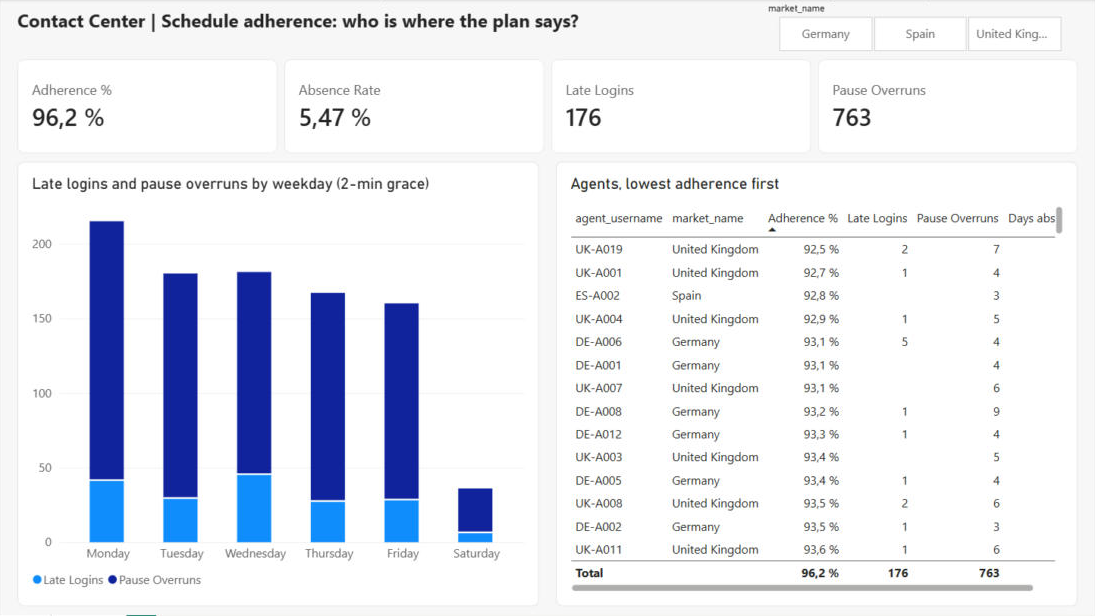 Contact Center | Schedule adherence: who is where the plan says?
market_name
Germany Spain United King...
Adherence %
96,2 %
Absence Rate
5,47 %
Late Logins
176
Pause Overruns
763
Late logins and pause overruns by weekday (2-min grace)
200
150
100
50
0
Monday Tuesday Wednesday Thursday Friday Saturday
Late Logins Pause Overruns
Agents, lowest adherence first
agent_username market_name Adherence % Late Logins Pause Overruns Days abs
UK-A019 United Kingdom 92,5 % 2 7
UK-A001 United Kingdom 92,7 % 1 4
ES-A002 Spain 92,8 % 3
UK-A004 United Kingdom 92,9 % 1 5
DE-A006 Germany 93,1 % 5 4
DE-A001 Germany 93,1 % 4
UK-A007 United Kingdom 93,1 % 6
DE-A008 Germany 93,2 % 1 9
DE-A012 Germany 93,3 % 1 4
UK-A003 United Kingdom 93,4 % 5
DE-A005 Germany 93,4 % 1 4
UK-A008 United Kingdom 93,5 % 2 6
DE-A002 Germany 93,5 % 1 3
UK-A011 United Kingdom 93,6 % 1 6
Total 96,2 % 176 763